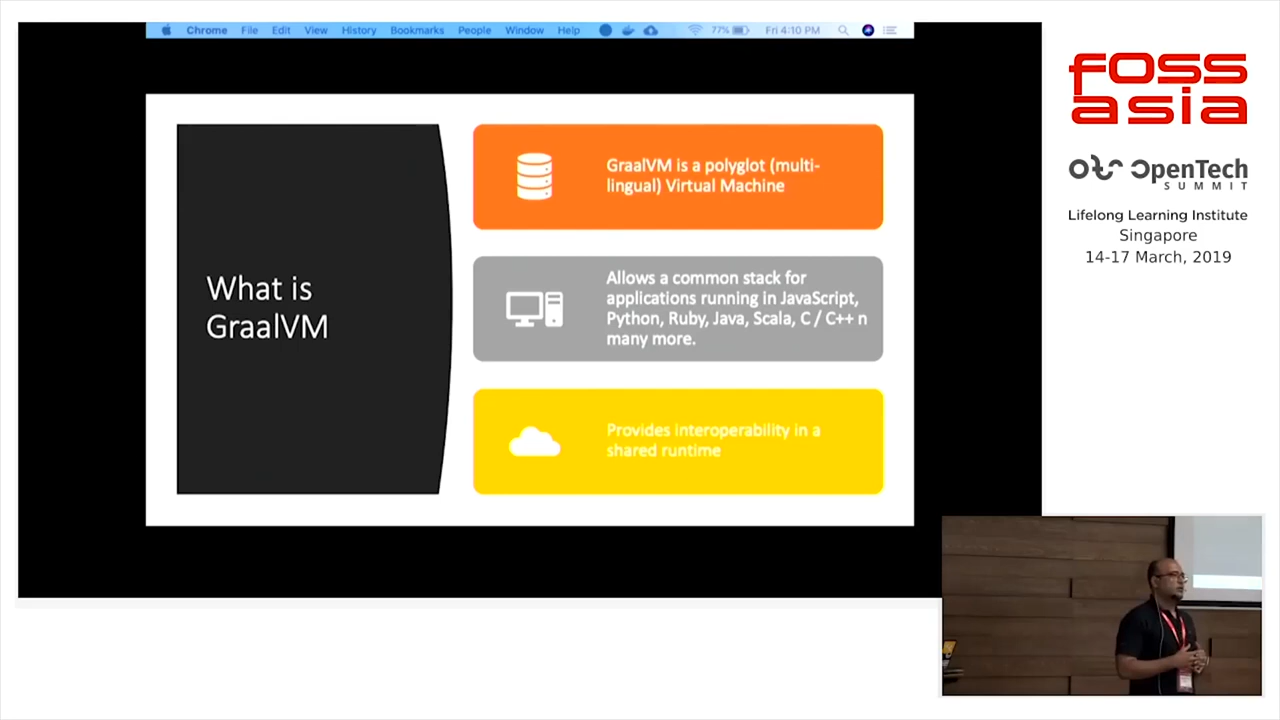 Chrome File Edit View History Bookmarks People Window Help 77% Fri 4:10 PM
What is
GraalVM
GraalVM is a polyglot (multi-
lingual) Virtual Machine
Allows a common stack for
applications running in JavaScript,
Python, Ruby, Java, Scala, C / C++ n
many more.
Provides interoperability in a
shared runtime
foss
asia
OpenTech
SUMMIT
Lifelong Learning Institute
Singapore
14-17 March, 2019